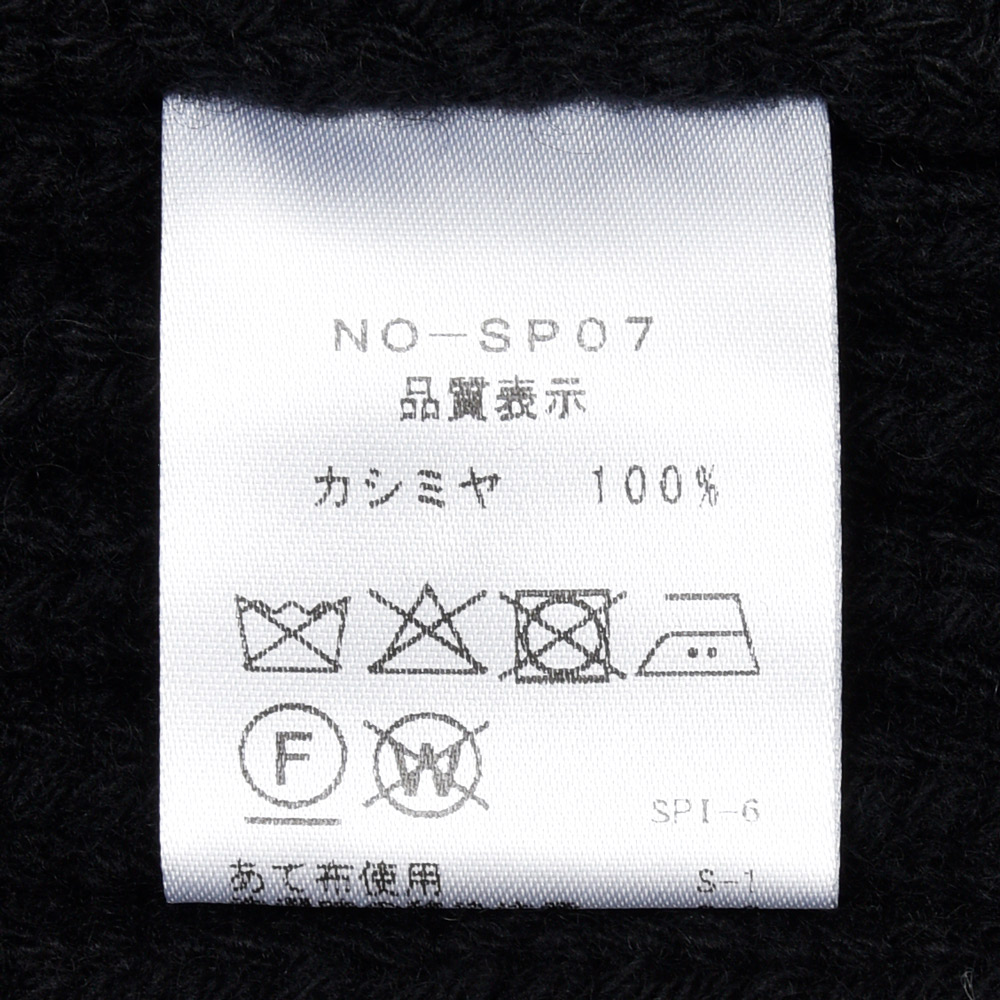 NO-SP07
品質表示
カシミヤ 100%
F W
SPI-6
あて布使用 S-1